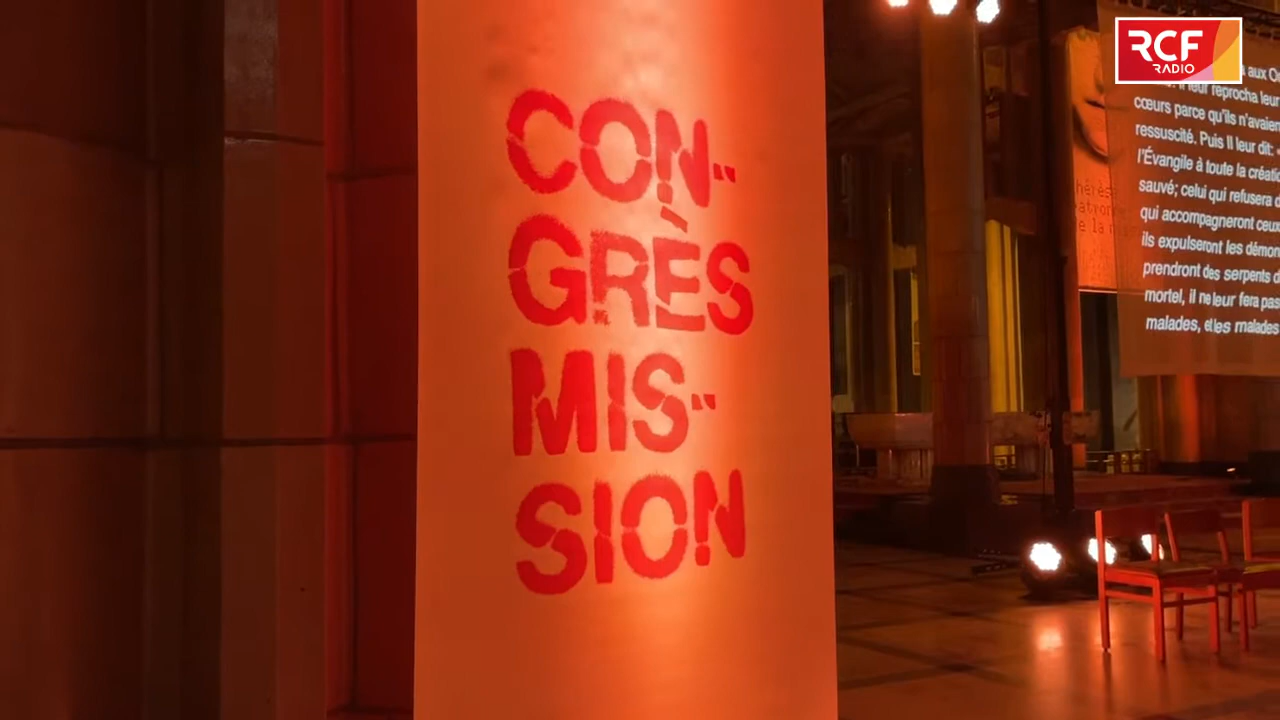 CON-
GRÈS
MIS-
SION
RCF
RADIO
aux
leur reprocha leur
cœurs parce qu'ils n'avaien
ressuscité. Puis Il leur dit: «
l'Évangile à toute la créatio
sauvé; celui qui refusera d
qui accompagneront ceux
ils expulseront les démon
prendront des serpents d
mortel, il ne leur fera pas
malades, et les malades
de la